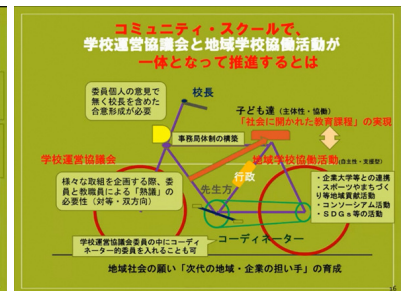 コミュニティ・スクールで、
学校運営協議会と地域学校協働活動が
一体となって推進するとは
校長
委員個人の意見で
無く校長を含めた
合意形成が必要
子ども達（主体性・協働）
「社会に開かれた教育課程」の実現
事務局体制の構築
学校運営協議会
地域学校協働活動(自主性・支援型)
行政
様々な取組を企画する際、委
員と教職員による「熟議」の
必要性（対等・双方向）
先生方
・企業大学等との連携
・スポーツやまちづく
り等地域貢献活動
・コンソーシアム活動
・ＳＤＧｓ等の活動
学校運営協議会委員の中にコーディ
ネーター的委員を入れることも可
コーディネーター
地域社会の願い「次代の地域・企業の担い手」の育成
16